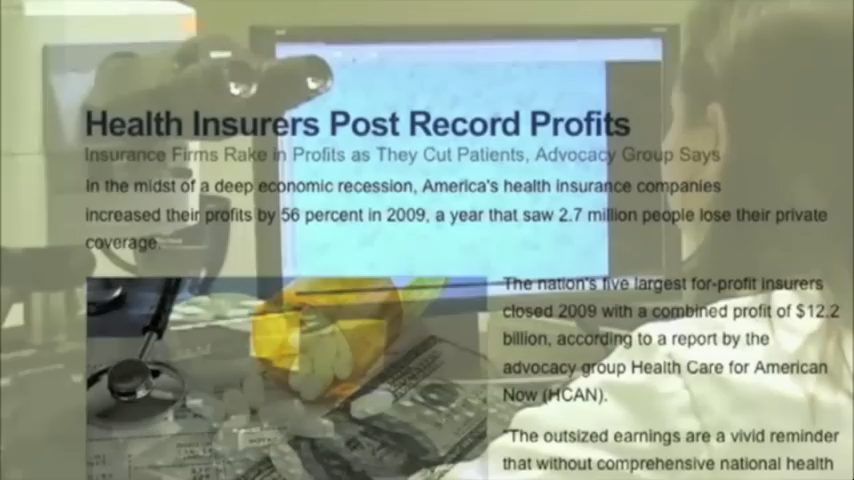 Health Insurers Post Record Profits
Insurance Firms Rake in Profits as They Cut Patients, Advocacy Group Says
In the midst of a deep economic recession, America's health insurance companies
increased their profits by 56 percent in 2009, a year that saw 2.7 million people lose their private
coverage.
The nation's five largest for-profit insurers
closed 2009 with a combined profit of $12.2
billion, according to a report by the
advocacy group Health Care for American
Now (HCAN).
"The outsized earnings are a vivid reminder
that without comprehensive national health